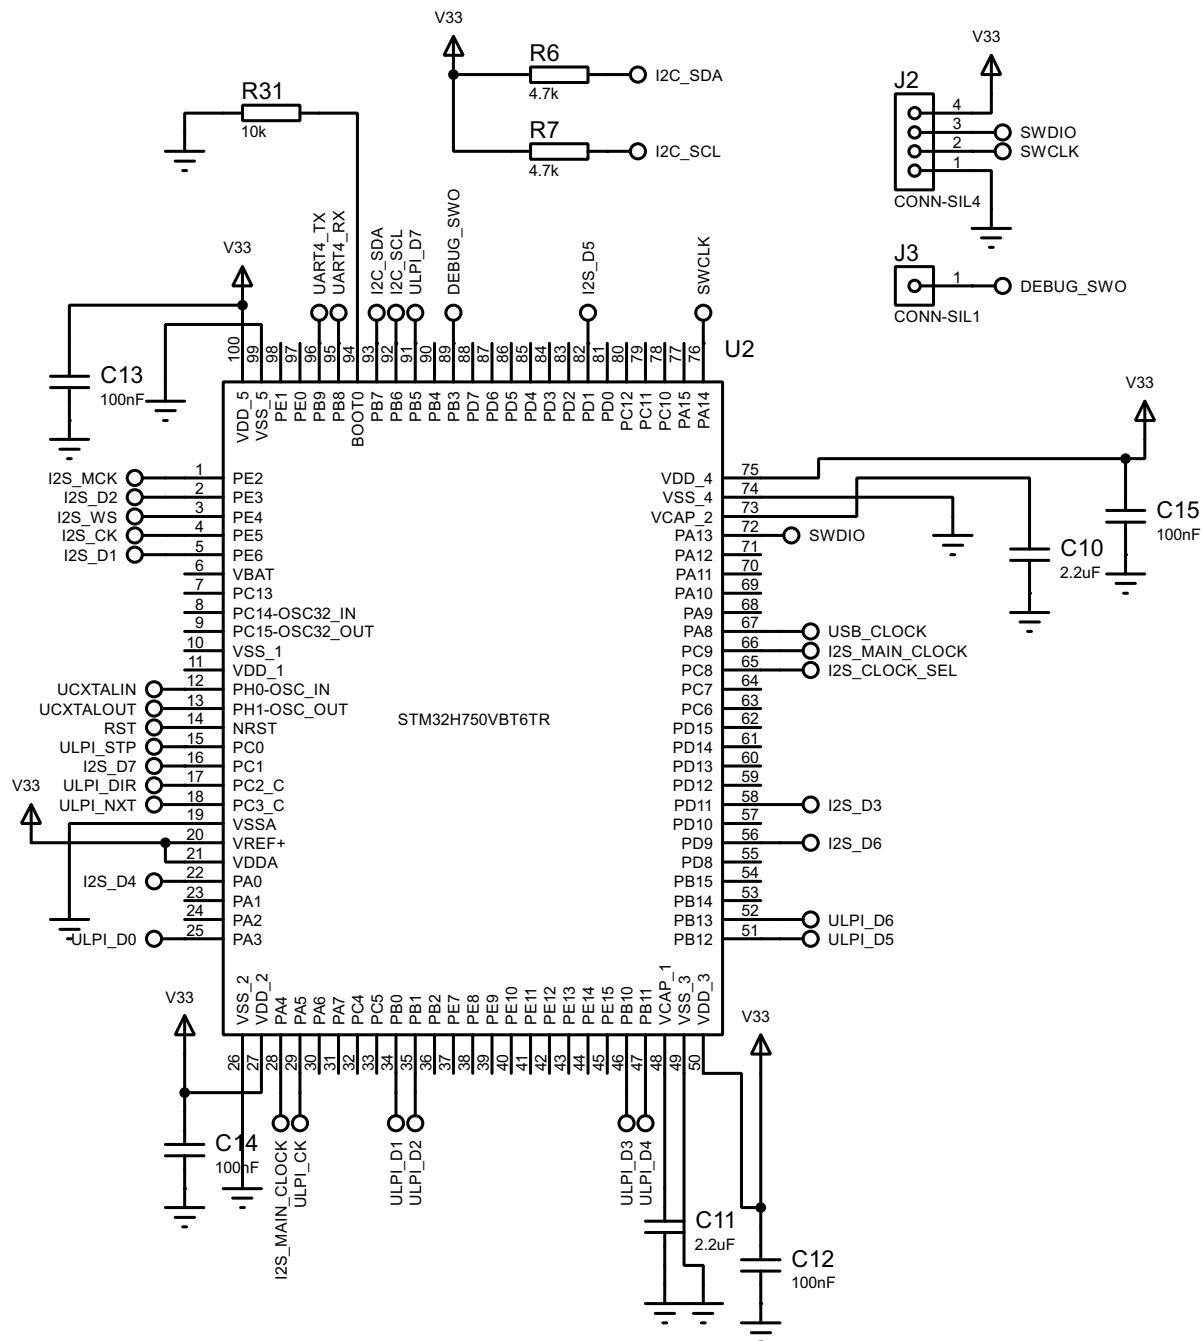 V33
R6
4.7k
I2C_SDA
R7
4.7k
I2C_SCL
R31
10k
V33
J2
4
3
2
1
SWDIO
SWCLK
CONN-SIL4
J3
1
DEBUG_SWO
CONN-SIL1
V33
C13
100nF
UART4_TX
UART4_RX
I2C_SDA
I2C_SCL
ULPI_D7
DEBUG_SWO
I2S_D5
SWCLK
U2
100 VDD_5
99 VSS_5
98 PE1
97 PE0
96 PB9
95 PB8
94 BOOT0
93 PB7
92 PB6
91 PB5
90 PB4
89 PB3
88 PD7
87 PD6
86 PD5
85 PD4
84 PD3
83 PD2
82 PD1
81 PD0
80 PC12
79 PC11
78 PC10
77 PA15
76 PA14
I2S_MCK 1 PE2
I2S_D2 2 PE3
I2S_WS 3 PE4
I2S_CK 4 PE5
I2S_D1 5 PE6
6 VBAT
7 PC13
8 PC14-OSC32_IN
9 PC15-OSC32_OUT
10 VSS_1
11 VDD_1
UCXTALIN 12 PH0-OSC_IN
UCXTALOUT 13 PH1-OSC_OUT
RST 14 NRST
ULPI_STP 15 PC0
I2S_D7 16 PC1
ULPI_DIR 17 PC2_C
ULPI_NXT 18 PC3_C
19 VSSA
V33
20 VREF+
21 VDDA
I2S_D4 22 PA0
23 PA1
24 PA2
ULPI_D0 25 PA3
STM32H750VBT6TR
VDD_4 75
VSS_4 74
VCAP_2 73
PA13 72 SWDIO
PA12 71
PA11 70
PA10 69
PA9 68
PA8 67 USB_CLOCK
PC9 66 I2S_MAIN_CLOCK
PC8 65 I2S_CLOCK_SEL
PC7 64
PC6 63
PD15 62
PD14 61
PD13 60
PD12 59
PD11 58 I2S_D3
PD10 57
PD9 56 I2S_D6
PD8 55
PB15 54
PB14 53
PB13 52 ULPI_D6
PB12 51 ULPI_D5
V33
C15
100nF
C10
2.2uF
VSS_2 26
VDD_2 27
PA4 28
PA5 29
PA6 30
PA7 31
PC4 32
PC5 33
PB0 34
PB1 35
PB2 36
PE7 37
PE8 38
PE9 39
PE10 40
PE11 41
PE12 42
PE13 43
PE14 44
PE15 45
PB10 46
PB11 47
VCAP_1 48
VSS_3 49
VDD_3 50
V33
C14
100nF
I2S_MAIN_CLOCK
ULPI_CK
ULPI_D1
ULPI_D2
ULPI_D3
ULPI_D4
V33
C11
2.2uF
C12
100nF